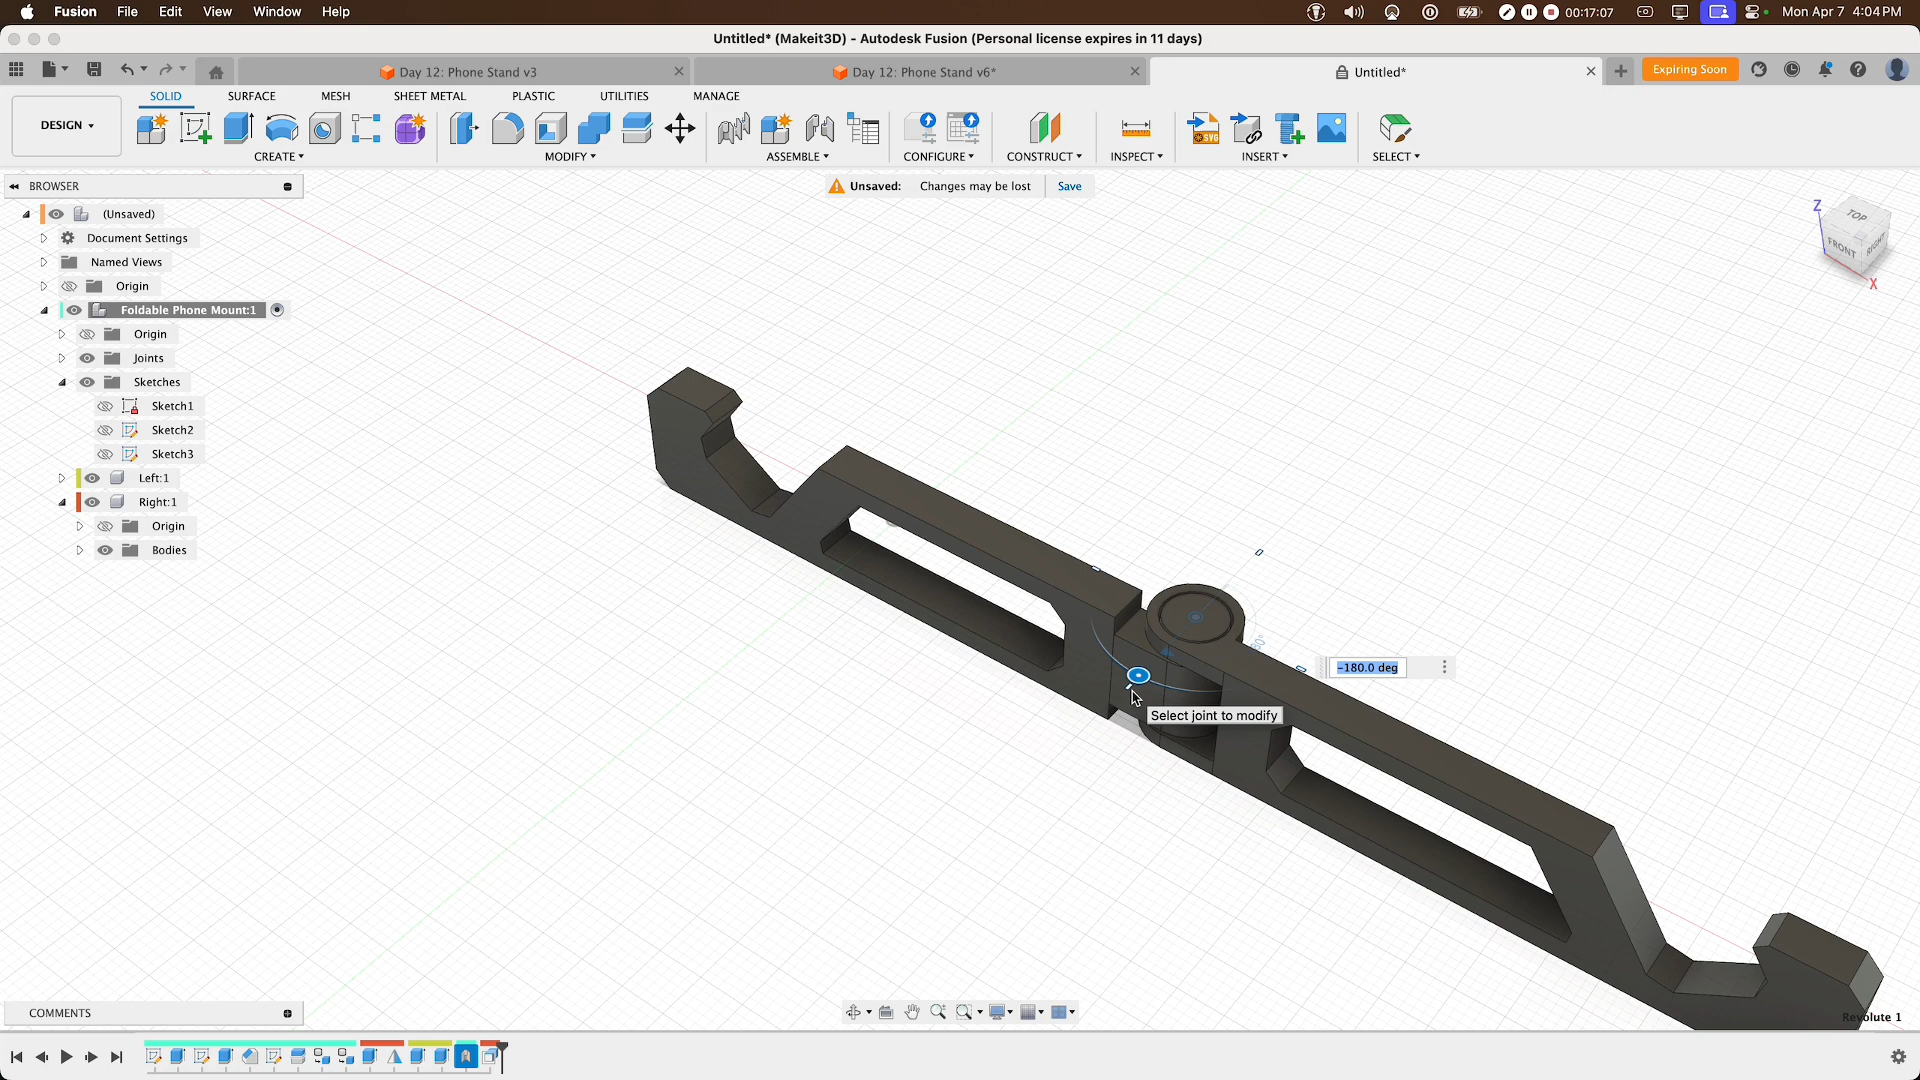 Fusion File Edit View Window Help 00:17:07 Mon Apr 7 4:04 PM
Untitled* (Makeit3D) - Autodesk Fusion (Personal license expires in 11 days)
Day 12: Phone Stand v3 Day 12: Phone Stand v6* Untitled* Expiring Soon
SOLID SURFACE MESH SHEET METAL PLASTIC UTILITIES MANAGE
DESIGN
SVG
CREATE MODIFY ASSEMBLE CONFIGURE CONSTRUCT INSPECT INSERT SELECT
BROWSER
Unsaved: Changes may be lost Save
(Unsaved)
Document Settings
Named Views
Origin
Foldable Phone Mount:1
Origin
Joints
Sketches
Sketch1
Sketch2
Sketch3
Left:1
Right:1
Origin
Bodies
Z
TOP
FRONT RIGHT
X
-180.0 deg
Select joint to modify
Revolute 1
COMMENTS